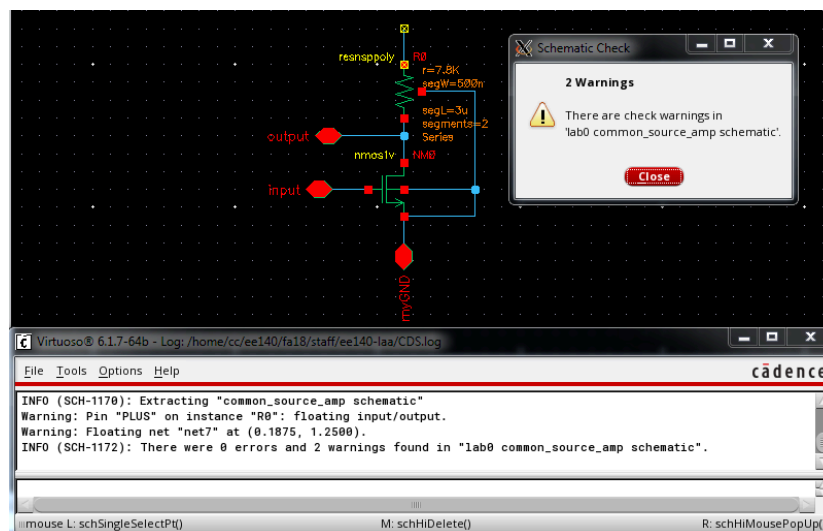 resnsppoly R0
r=7.8K
segW=500n
segL=3u
segments=2
Series
output
nmos1v NM0
input
myGND
Schematic Check
2 Warnings
There are check warnings in
'lab0 common_source_amp schematic'.
Close
Virtuoso® 6.1.7-64b - Log: /home/cc/ee140/fa18/staff/ee140-laa/CDS.log
File Tools Options Help
cādence
INFO (SCH-1170): Extracting "common_source_amp schematic"
Warning: Pin "PLUS" on instance "R0": floating input/output.
Warning: Floating net "net7" at (0.1875, 1.2500).
INFO (SCH-1172): There were 0 errors and 2 warnings found in "lab0 common_source_amp schematic".
mouse L: schSingleSelectPt() M: schHiDelete() R: schHiMousePopUp(